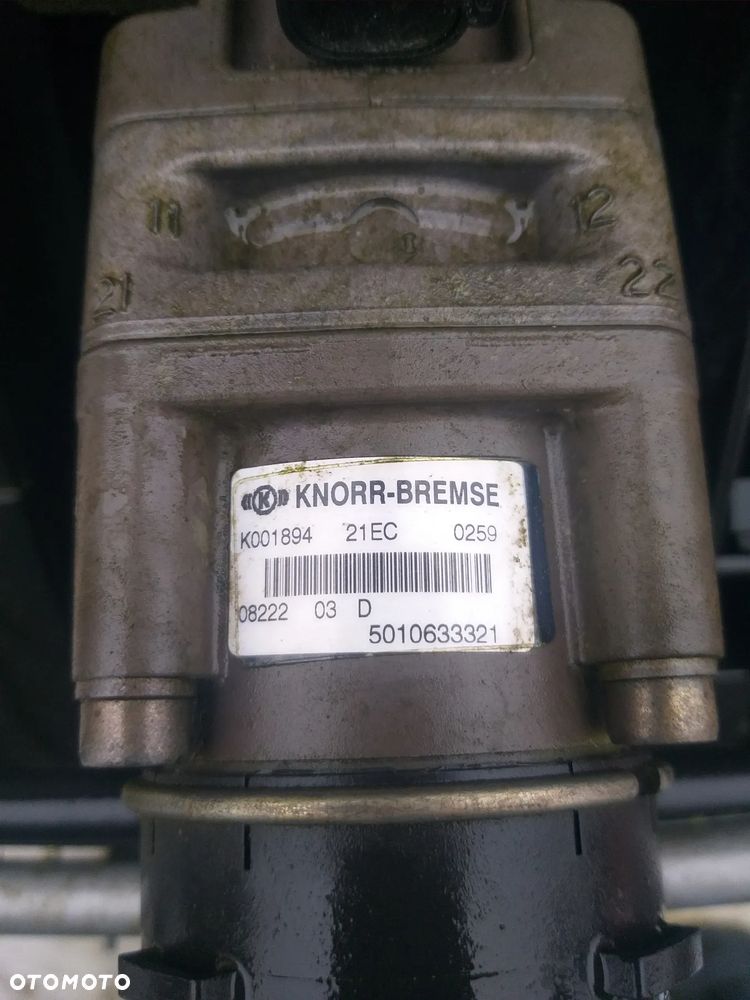 11
12
21
22
KNORR-BREMSE
K001894 21EC 0259
08222 03 D
5010633321
OTOMOTO